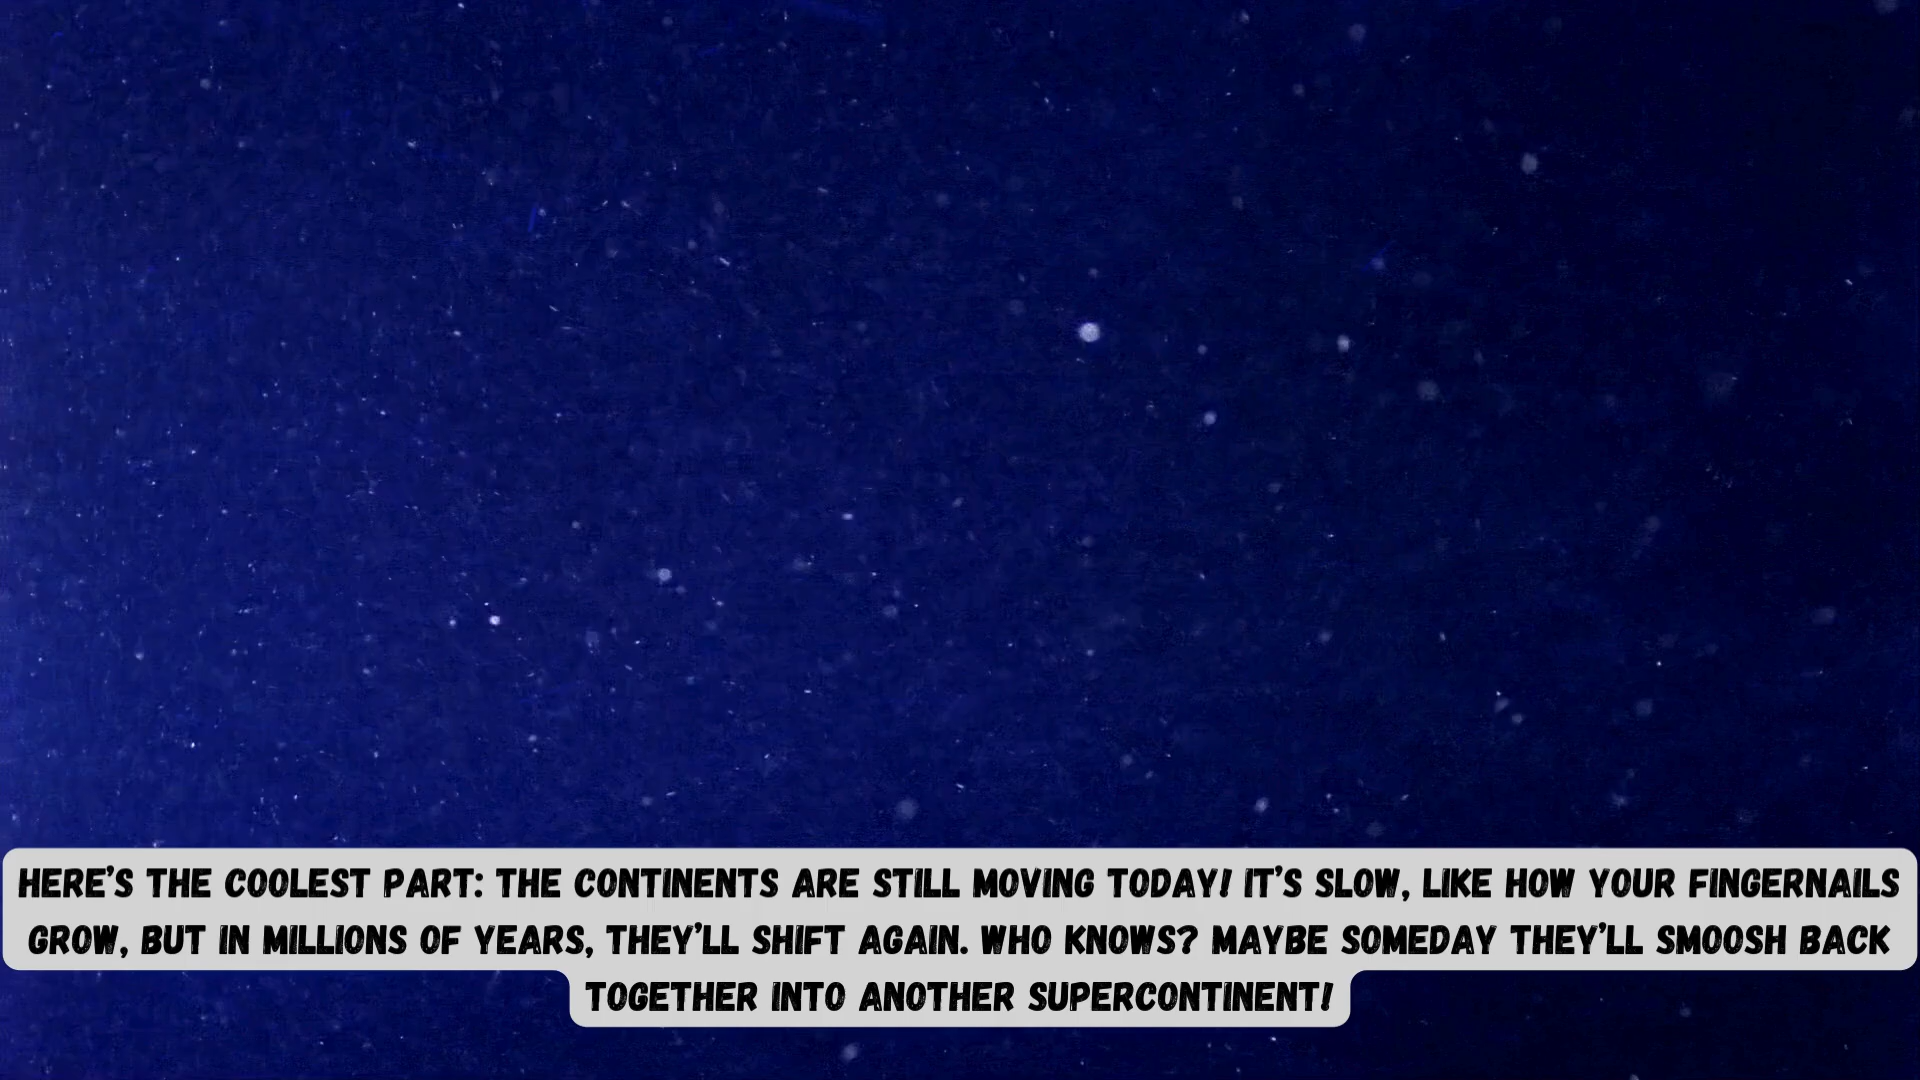 HERE'S THE COOLEST PART: THE CONTINENTS ARE STILL MOVING TODAY! IT'S SLOW, LIKE HOW YOUR FINGERNAILS
GROW, BUT IN MILLIONS OF YEARS, THEY'LL SHIFT AGAIN. WHO KNOWS? MAYBE SOMEDAY THEY'LL SMOOSH BACK
TOGETHER INTO ANOTHER SUPERCONTINENT!